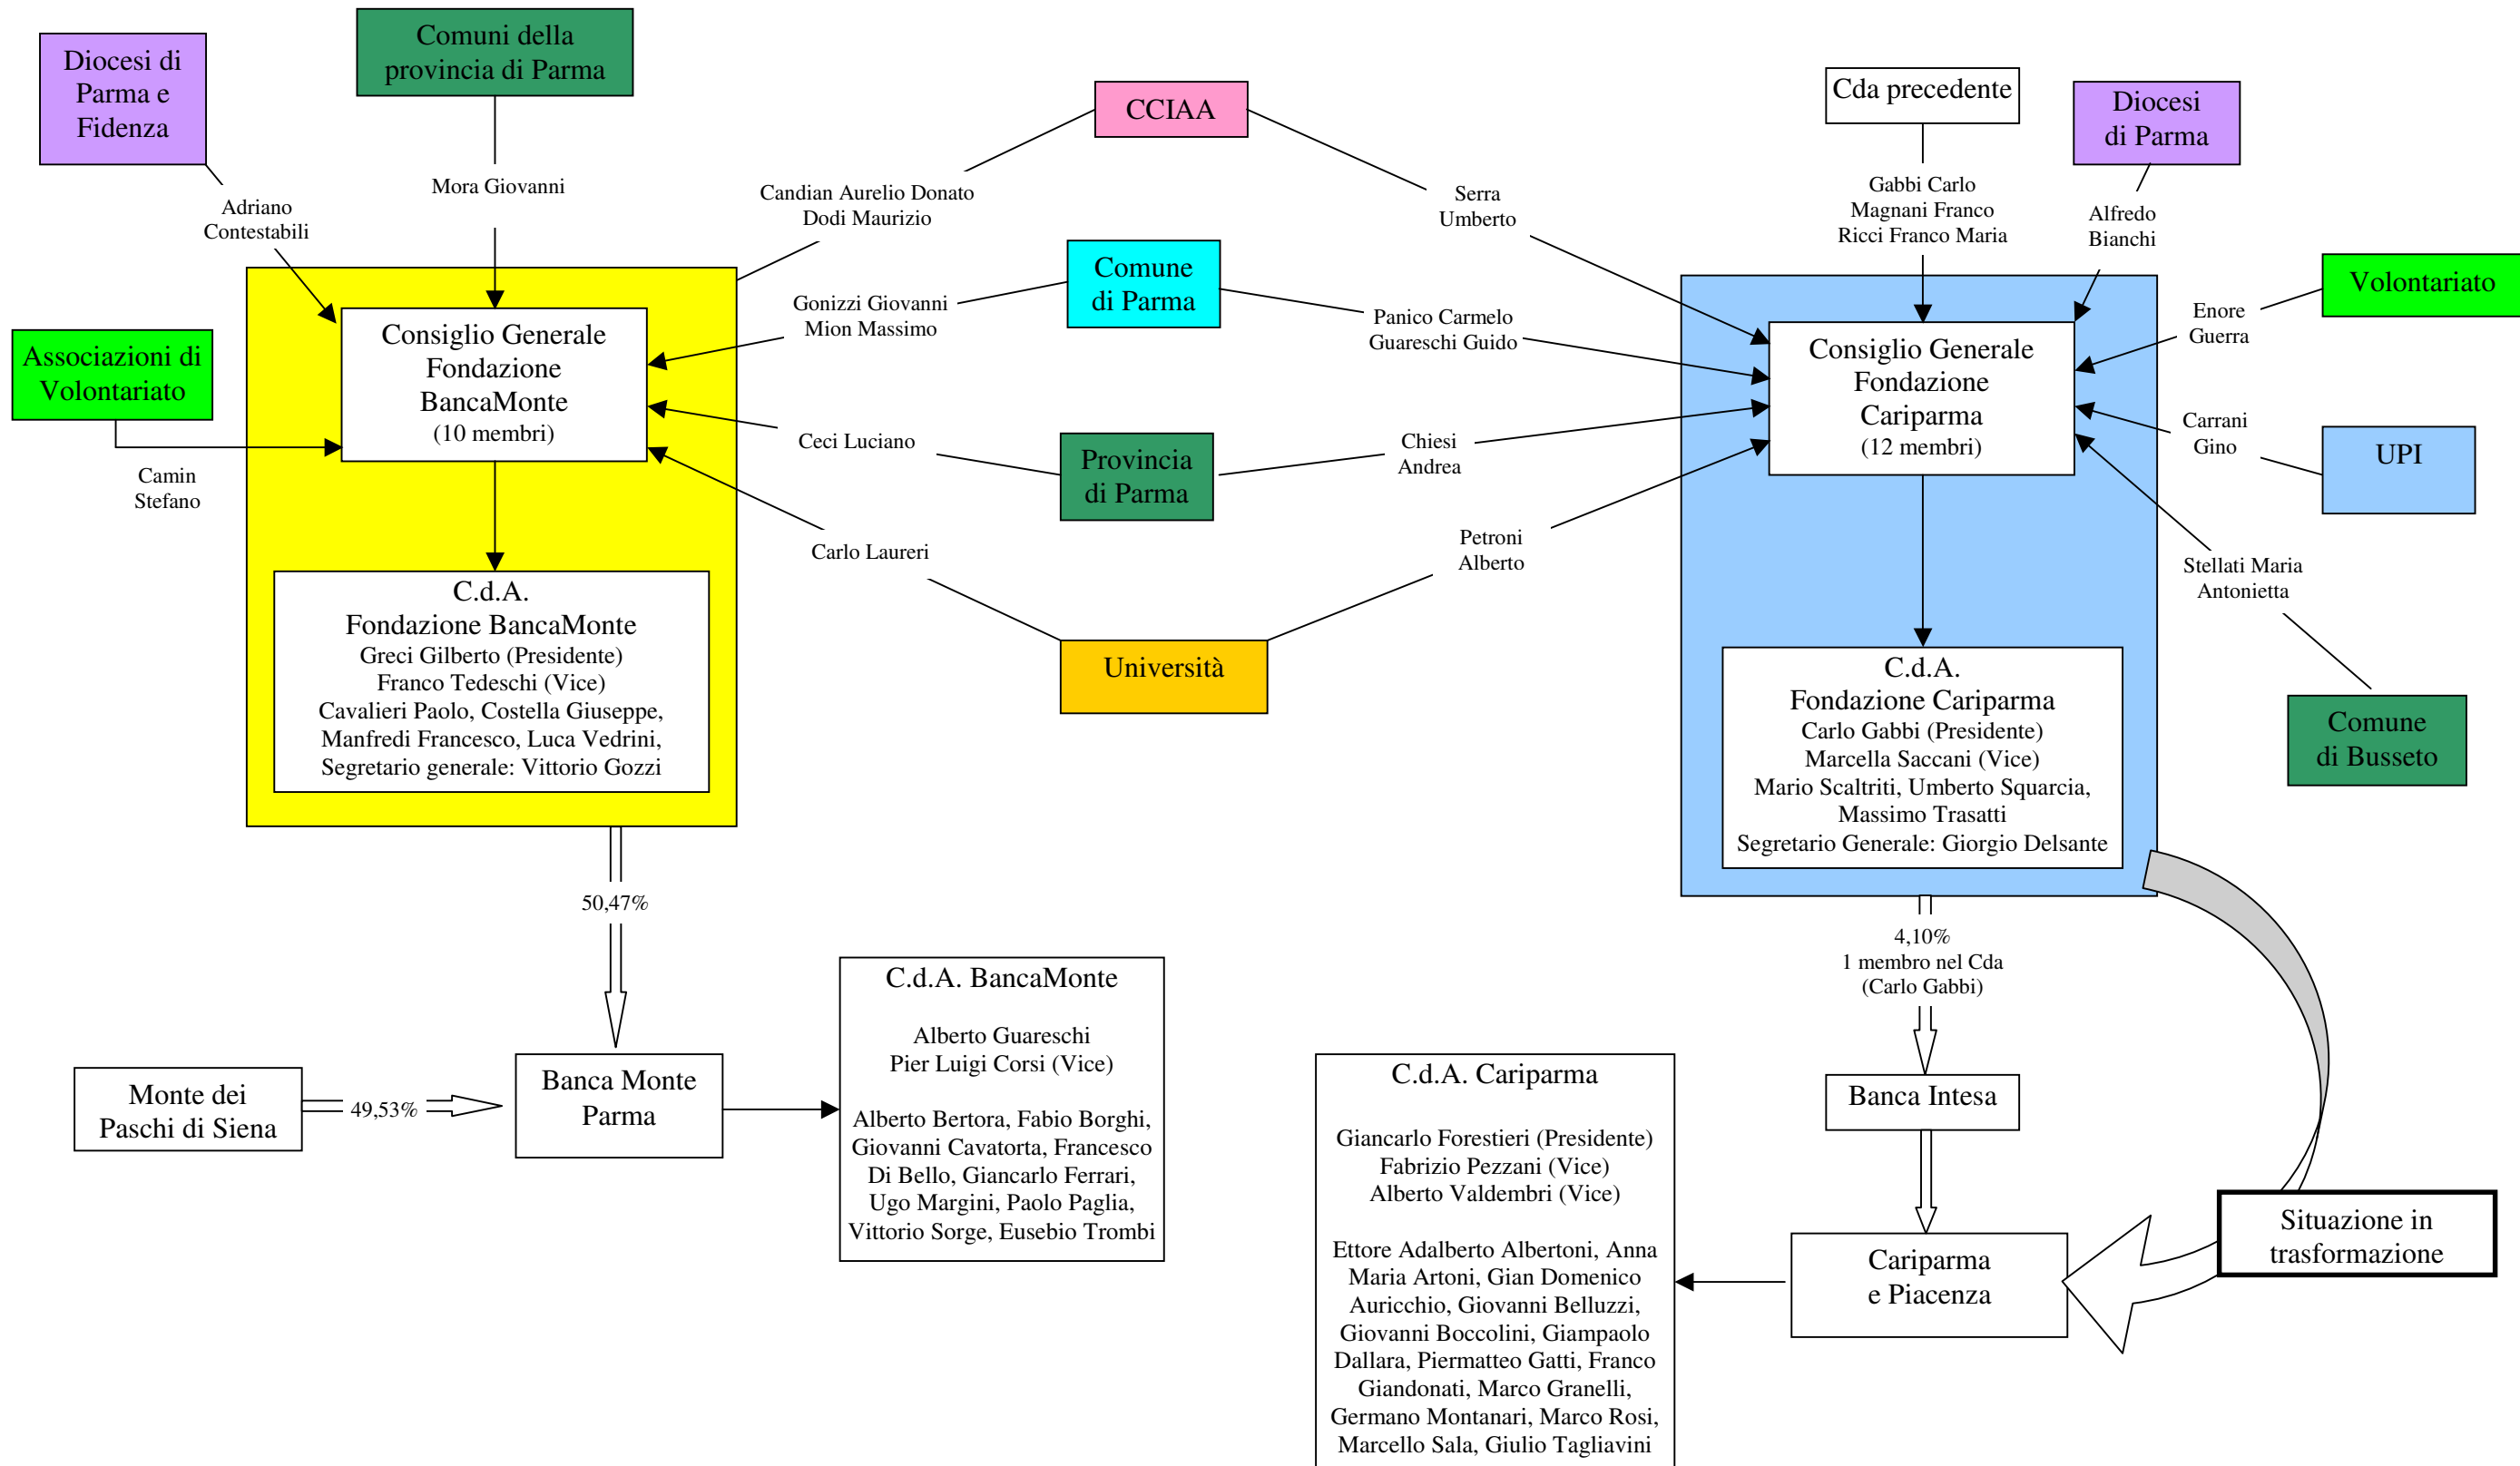 Diocesi di
Parma e
Fidenza
Comuni della
provincia di Parma
CCIAA
Cda precedente
Diocesi
di Parma
Adriano
Contestabili
Mora Giovanni
Candian Aurelio Donato
Dodi Maurizio
Serra
Umberto
Gabbi Carlo
Magnani Franco
Ricci Franco Maria
Alfredo
Bianchi
Associazioni di
Volontariato
Camin
Stefano
Consiglio Generale
Fondazione
BancaMonte
(10 membri)
Gonizzi Giovanni
Mion Massimo
Comune
di Parma
Panico Carmelo
Guareschi Guido
Consiglio Generale
Fondazione
Cariparma
(12 membri)
Enore
Guerra
Volontariato
Ceci Luciano
Provincia
di Parma
Chiesi
Andrea
Carrani
Gino
UPI
Carlo Laureri
Università
Petroni
Alberto
Stellati Maria
Antonietta
Comune
di Busseto
C.d.A.
Fondazione BancaMonte
Greci Gilberto (Presidente)
Franco Tedeschi (Vice)
Cavalieri Paolo, Costella Giuseppe,
Manfredi Francesco, Luca Vedrini,
Segretario generale: Vittorio Gozzi
C.d.A.
Fondazione Cariparma
Carlo Gabbi (Presidente)
Marcella Saccani (Vice)
Mario Scaltriti, Umberto Squarcia,
Massimo Trasatti
Segretario Generale: Giorgio Delsante
50,47%
4,10%
1 membro nel Cda
(Carlo Gabbi)
Monte dei
Paschi di Siena
49,53%
Banca Monte
Parma
C.d.A. BancaMonte
Alberto Guareschi
Pier Luigi Corsi (Vice)
Alberto Bertora, Fabio Borghi,
Giovanni Cavatorta, Francesco
Di Bello, Giancarlo Ferrari,
Ugo Margini, Paolo Paglia,
Vittorio Sorge, Eusebio Trombi
C.d.A. Cariparma
Giancarlo Forestieri (Presidente)
Fabrizio Pezzani (Vice)
Alberto Valdembri (Vice)
Ettore Adalberto Albertoni, Anna
Maria Artoni, Gian Domenico
Auricchio, Giovanni Belluzzi,
Giovanni Boccolini, Giampaolo
Dallara, Piermatteo Gatti, Franco
Giandonati, Marco Granelli,
Germano Montanari, Marco Rosi,
Marcello Sala, Giulio Tagliavini
Banca Intesa
Cariparma
e Piacenza
Situazione in
trasformazione